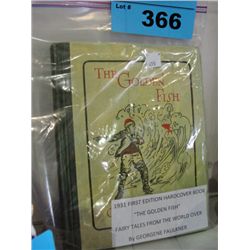 Lot #
366
THE GOLDEN
FISH
1931 FIRST EDITION HARDCOVER BOOK
"THE GOLDEN FISH"
FAIRY TALES FROM THE WORLD OVER
By GEORGENE FAULKNER